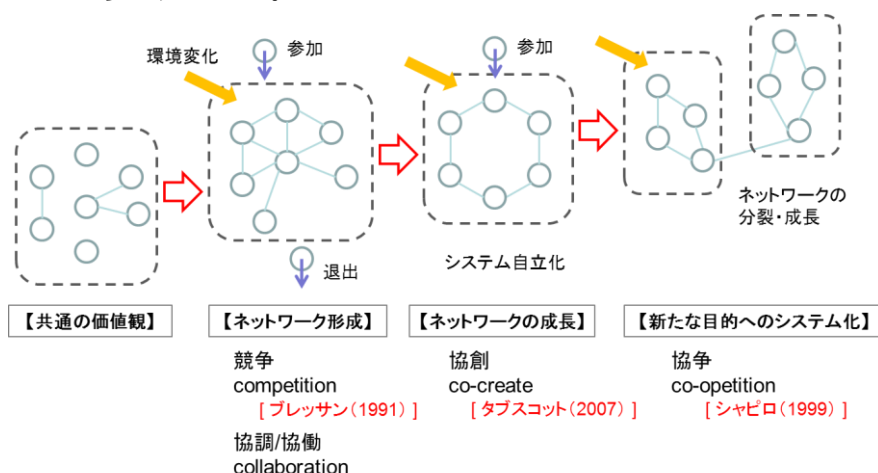 環境変化
参加
参加
退出
システム自立化
ネットワークの
分裂・成長
【共通の価値観】
【ネットワーク形成】
【ネットワークの成長】
【新たな目的へのシステム化】
競争
competition
[ ブレッサン(1991) ]
協調/協働
collaboration
協創
co-create
[ タブスコット(2007) ]
協争
co-opetition
[ シャピロ(1999) ]